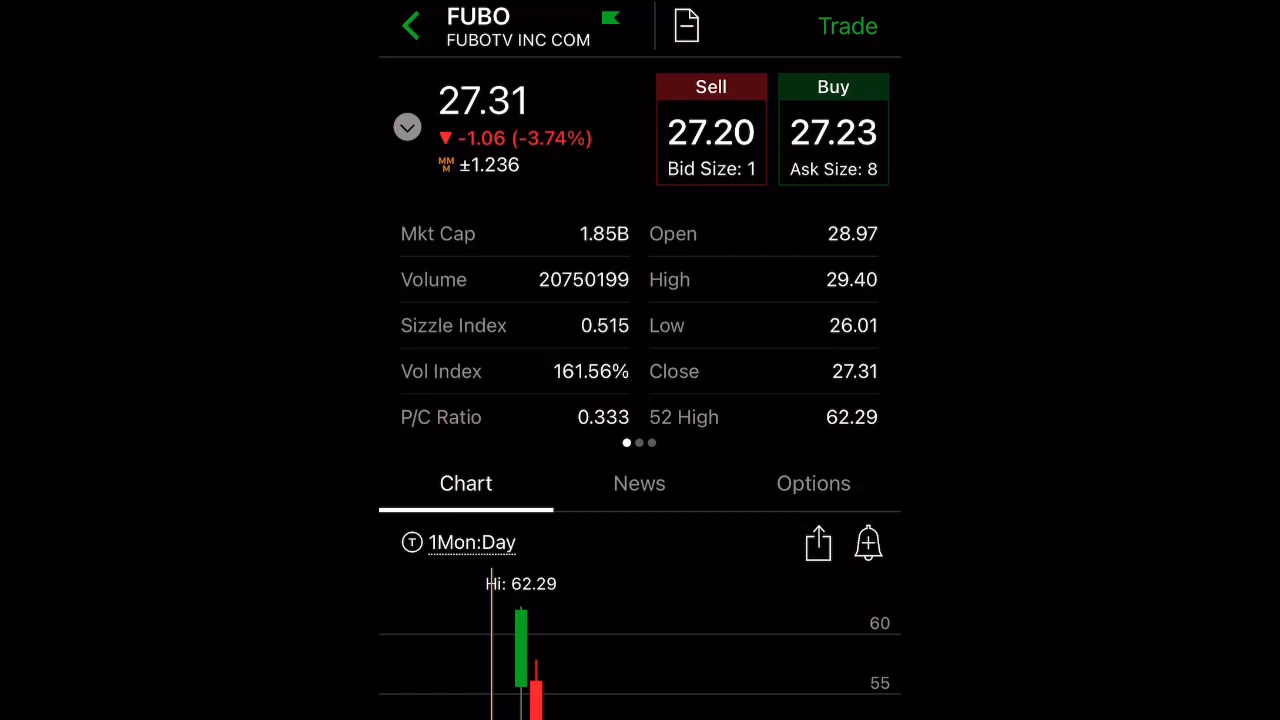 FUBO
FUBOTV INC COM
Trade
27.31
-1.06 (-3.74%)
MM
M
±1.236
Sell
27.20
Bid Size: 1
Buy
27.23
Ask Size: 8
Mkt Cap 1.85B Open 28.97
Volume 20750199 High 29.40
Sizzle Index 0.515 Low 26.01
Vol Index 161.56% Close 27.31
P/C Ratio 0.333 52 High 62.29
Chart News Options
T 1Mon:Day
Hi: 62.29
60
55